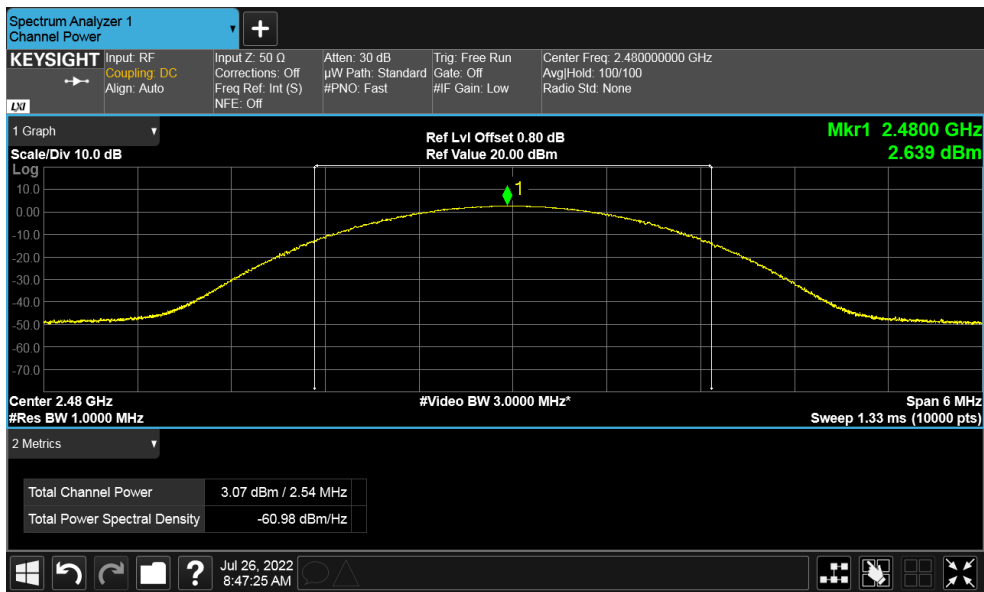 Spectrum Analyzer 1
Channel Power
+
KEYSIGHT
LXI
Input: RF
Coupling: DC
Align: Auto
Input Z: 50 Ω
Corrections: Off
Freq Ref: Int (S)
NFE: Off
Atten: 30 dB
µW Path: Standard
#PNO: Fast
Trig: Free Run
Gate: Off
#IF Gain: Low
Center Freq: 2.480000000 GHz
Avg|Hold: 100/100
Radio Std: None
1 Graph
Scale/Div 10.0 dB
Ref Lvl Offset 0.80 dB
Ref Value 20.00 dBm
Mkr1 2.4800 GHz
2.639 dBm
Log
10.0
0.00
-10.0
-20.0
-30.0
-40.0
-50.0
-60.0
-70.0
1
Center 2.48 GHz
#Res BW 1.0000 MHz
#Video BW 3.0000 MHz*
Span 6 MHz
Sweep 1.33 ms (10000 pts)
2 Metrics
Total Channel Power 3.07 dBm / 2.54 MHz
Total Power Spectral Density -60.98 dBm/Hz
?
Jul 26, 2022
8:47:25 AM